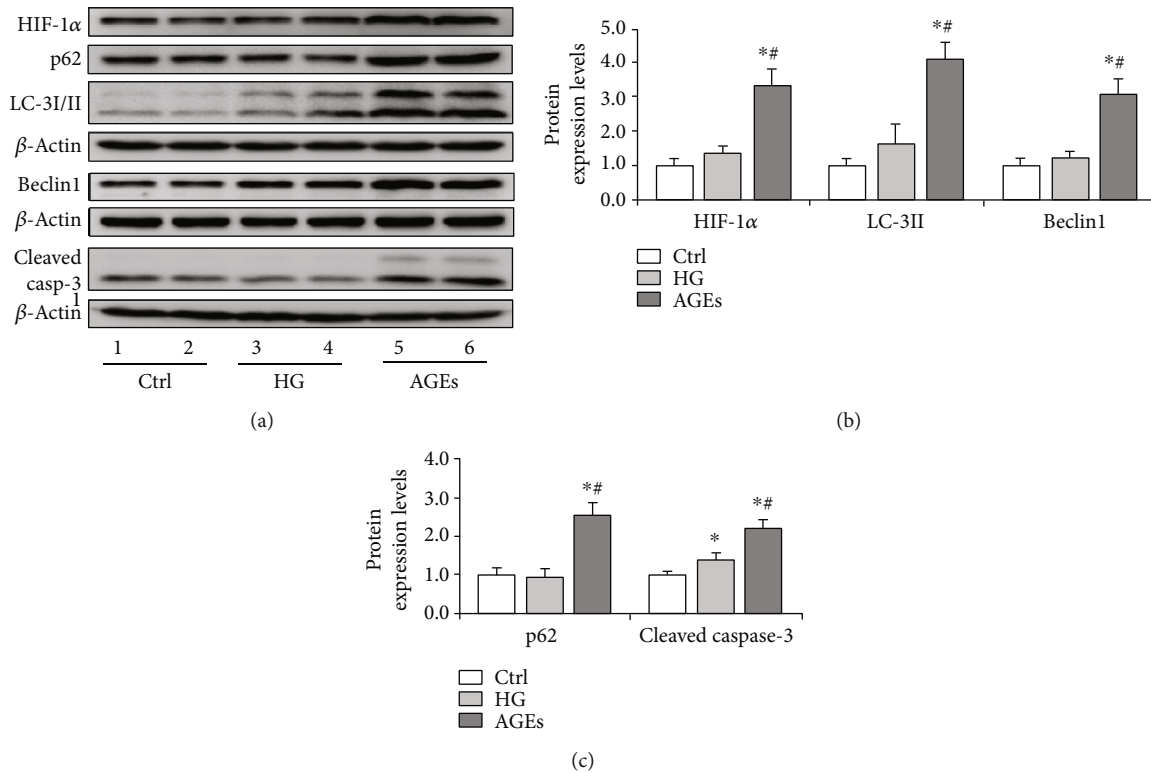 HIF-1α
p62
LC-3I/II
β-Actin
Beclin1
β-Actin
Cleaved
casp-3
1
β-Actin
1 2 3 4 5 6
Ctrl HG AGEs
(a)
Protein
expression levels
5.0
4.0
3.0
2.0
1.0
0.0
*#
*#
*#
HIF-1α LC-3II Beclin1
Ctrl
HG
AGEs
(b)
Protein
expression levels
4.0
3.0
2.0
1.0
0.0
*#
*
*#
p62 Cleaved caspase-3
Ctrl
HG
AGEs
(c)